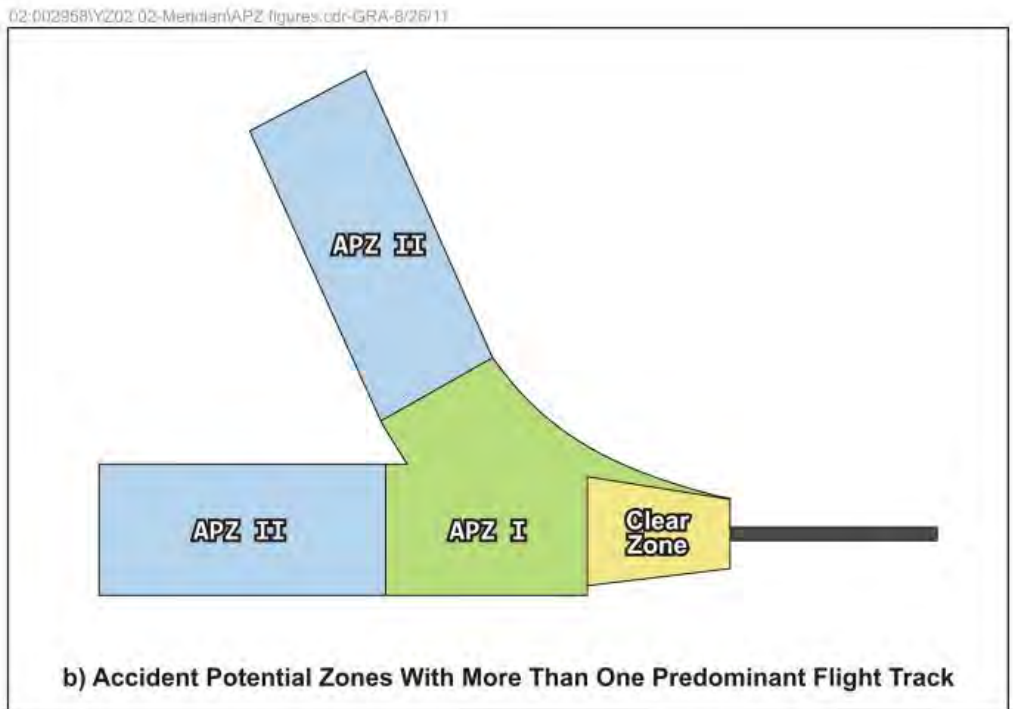 02:002958\YZ02 02-Meridian\APZ figures.cdr-GRA-8/26/11
APZ II
APZ II
APZ I
Clear
Zone
b) Accident Potential Zones With More Than One Predominant Flight Track